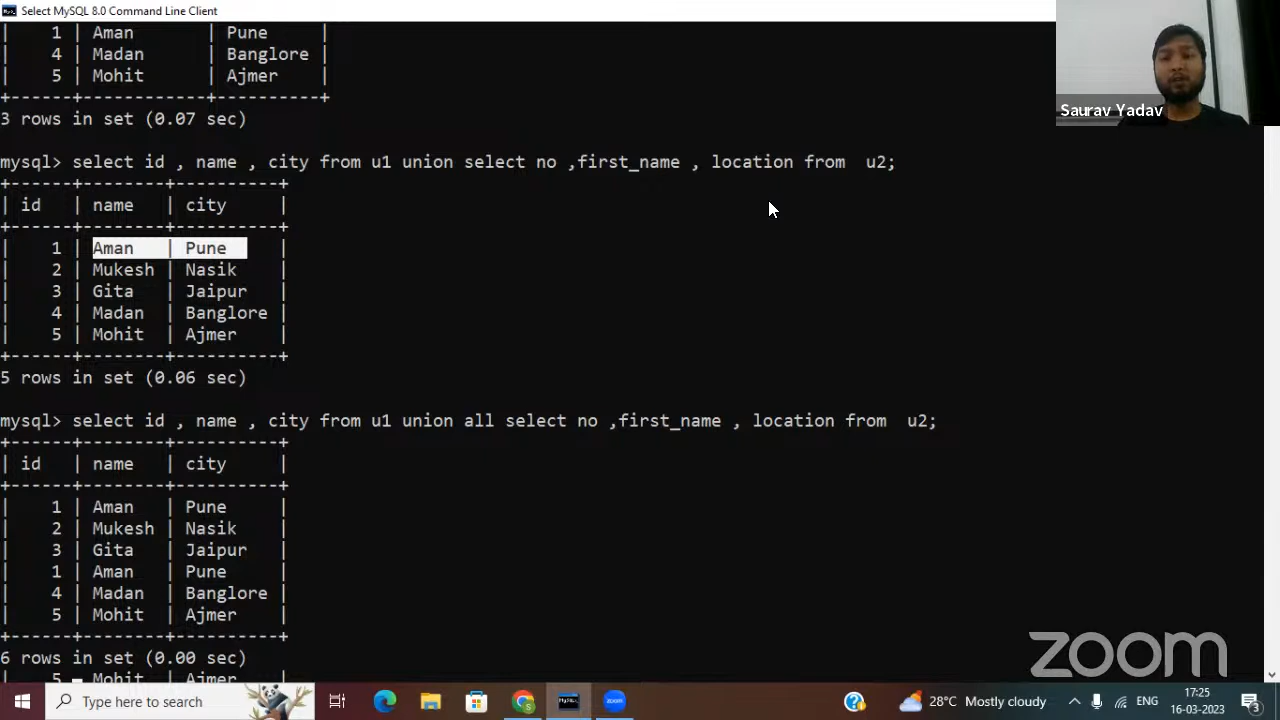 Select MySQL 8.0 Command Line Client
| 1 | Aman | Pune |
| 4 | Madan | Banglore |
| 5 | Mohit | Ajmer |
+------+------------+----------+
3 rows in set (0.07 sec)
mysql> select id , name , city from u1 union select no ,first_name , location from  u2;
+------+--------+----------+
| id | name | city |
+------+--------+----------+
| 1 | Aman | Pune |
| 2 | Mukesh | Nasik |
| 3 | Gita | Jaipur |
| 4 | Madan | Banglore |
| 5 | Mohit | Ajmer |
+------+--------+----------+
5 rows in set (0.06 sec)
mysql> select id , name , city from u1 union all select no ,first_name , location from  u2;
+------+--------+----------+
| id | name | city |
+------+--------+----------+
| 1 | Aman | Pune |
| 2 | Mukesh | Nasik |
| 3 | Gita | Jaipur |
| 1 | Aman | Pune |
| 4 | Madan | Banglore |
| 5 | Mohit | Ajmer |
+------+--------+----------+
6 rows in set (0.00 sec)
| 5 | Mohit | Ajmer
Saurav Yadav
zoom
Type here to search
MySQL
zoom
28°C Mostly cloudy
ENG
17:25
16-03-2023
3